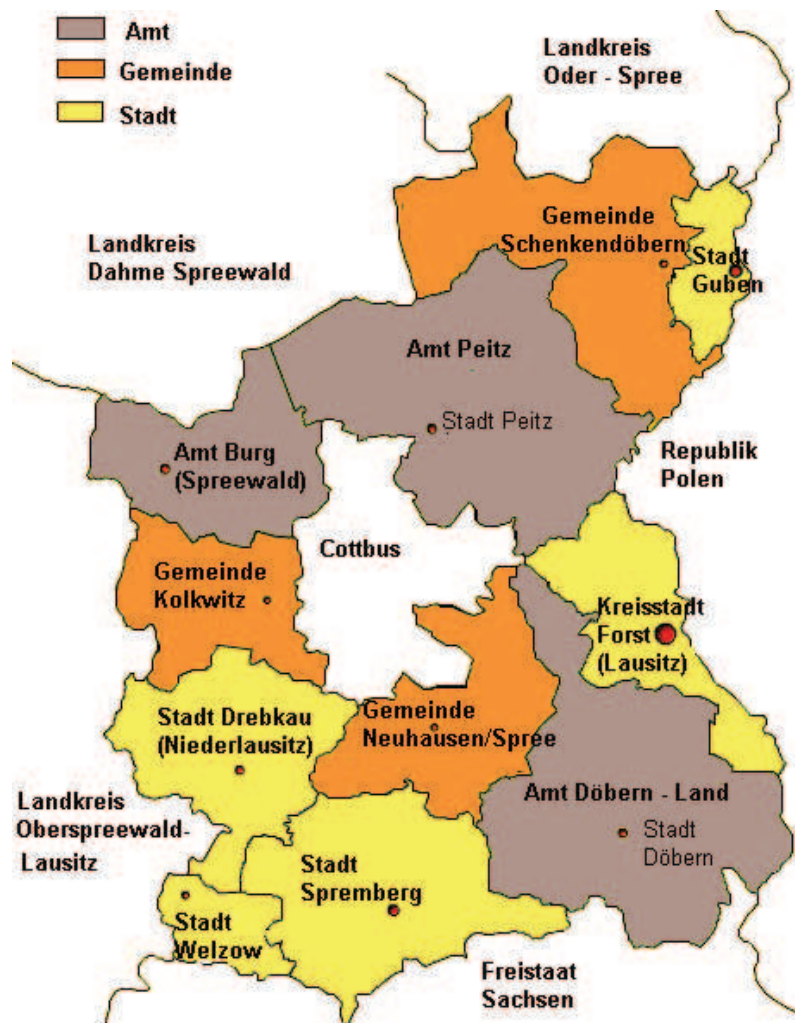 Amt
Gemeinde
Stadt
Landkreis
Oder - Spree
Landkreis
Dahme Spreewald
Gemeinde
Schenkendöbern
Stadt
Guben
Amt Peitz
Stadt Peitz
Amt Burg
(Spreewald)
Republik
Polen
Cottbus
Gemeinde
Kolkwitz
Kreisstadt
Forst
(Lausitz)
Stadt Drebkau
(Niederlausitz)
Gemeinde
Neuhausen/Spree
Landkreis
Oberspreewald-
Lausitz
Amt Döbern - Land
Stadt
Döbern
Stadt
Spremberg
Stadt
Welzow
Freistaat
Sachsen